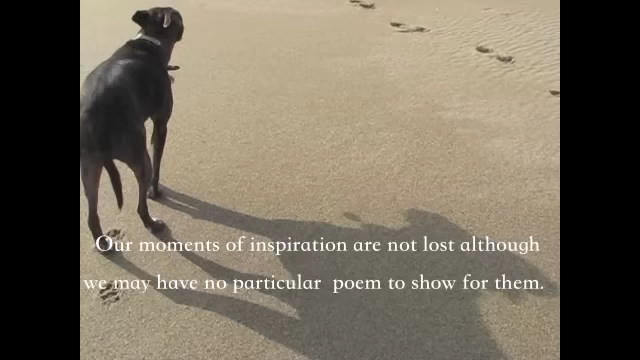 Our moments of inspiration are not lost although
we may have no particular poem to show for them.